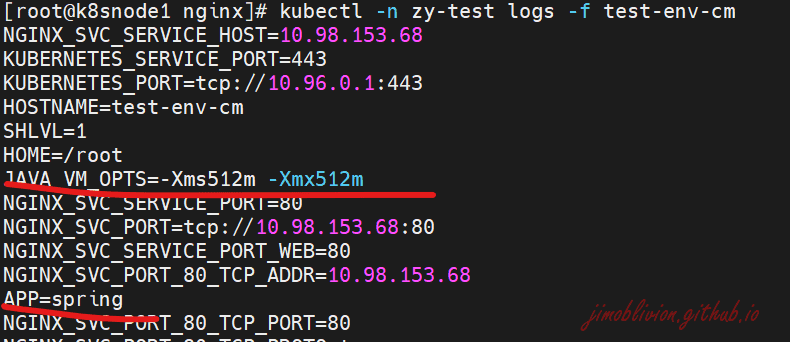 [root@k8snode1 nginx]# kubectl -n zy-test logs -f test-env-cm
NGINX_SVC_SERVICE_HOST=10.98.153.68
KUBERNETES_SERVICE_PORT=443
KUBERNETES_PORT=tcp://10.96.0.1:443
HOSTNAME=test-env-cm
SHLVL=1
HOME=/root
JAVA_VM_OPTS=-Xms512m -Xmx512m
NGINX_SVC_SERVICE_PORT=80
NGINX_SVC_PORT=tcp://10.98.153.68:80
NGINX_SVC_SERVICE_PORT_WEB=80
NGINX_SVC_PORT_80_TCP_ADDR=10.98.153.68
APP=spring
NGINX_SVC_PORT_80_TCP_PORT=80
jimoblivion.github.io